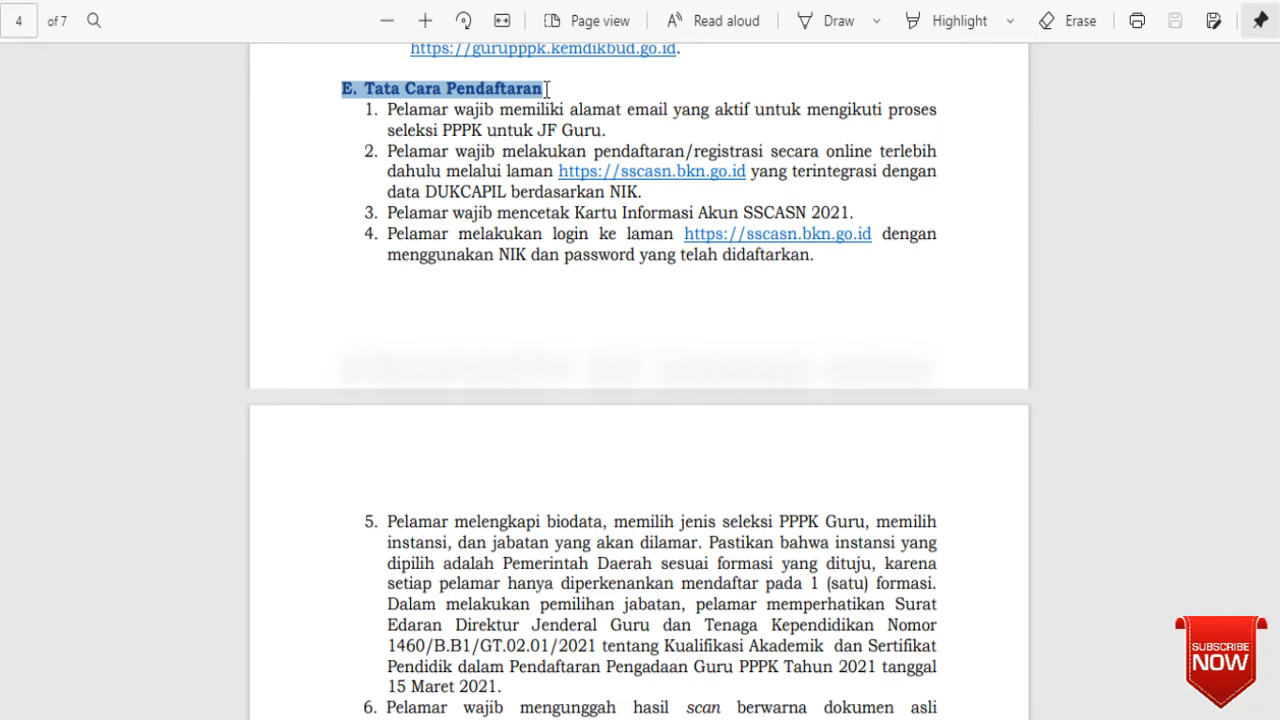 4 of 7 Page view Read aloud Draw Highlight Erase
https://gurupppk.kemdikbud.go.id.
E. Tata Cara Pendaftaran
1. Pelamar wajib memiliki alamat email yang aktif untuk mengikuti proses
seleksi PPPK untuk JF Guru.
2. Pelamar wajib melakukan pendaftaran/registrasi secara online terlebih
dahulu melalui laman https://sscasn.bkn.go.id yang terintegrasi dengan
data DUKCAPIL berdasarkan NIK.
3. Pelamar wajib mencetak Kartu Informasi Akun SSCASN 2021.
4. Pelamar melakukan login ke laman https://sscasn.bkn.go.id dengan
menggunakan NIK dan password yang telah didaftarkan.
5. Pelamar melengkapi biodata, memilih jenis seleksi PPPK Guru, memilih
instansi, dan jabatan yang akan dilamar. Pastikan bahwa instansi yang
dipilih adalah Pemerintah Daerah sesuai formasi yang dituju, karena
setiap pelamar hanya diperkenankan mendaftar pada 1 (satu) formasi.
Dalam melakukan pemilihan jabatan, pelamar memperhatikan Surat
Edaran Direktur Jenderal Guru dan Tenaga Kependidikan Nomor
1460/B.B1/GT.02.01/2021 tentang Kualifikasi Akademik dan Sertifikat
Pendidik dalam Pendaftaran Pengadaan Guru PPPK Tahun 2021 tanggal
15 Maret 2021.
6. Pelamar wajib mengunggah hasil scan berwarna dokumen asli
SUBSCRIBE
NOW